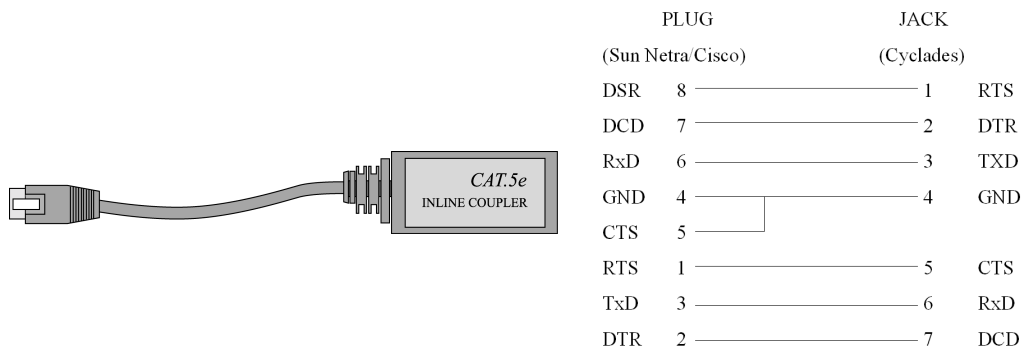 PLUG JACK
(Sun Netra/Cisco) (Cyclades)
DSR 8 1 RTS
DCD 7 2 DTR
RxD 6 3 TXD
CAT.5e
INLINE COUPLER
GND 4 4 GND
CTS 5
RTS 1 5 CTS
TxD 3 6 RxD
DTR 2 7 DCD